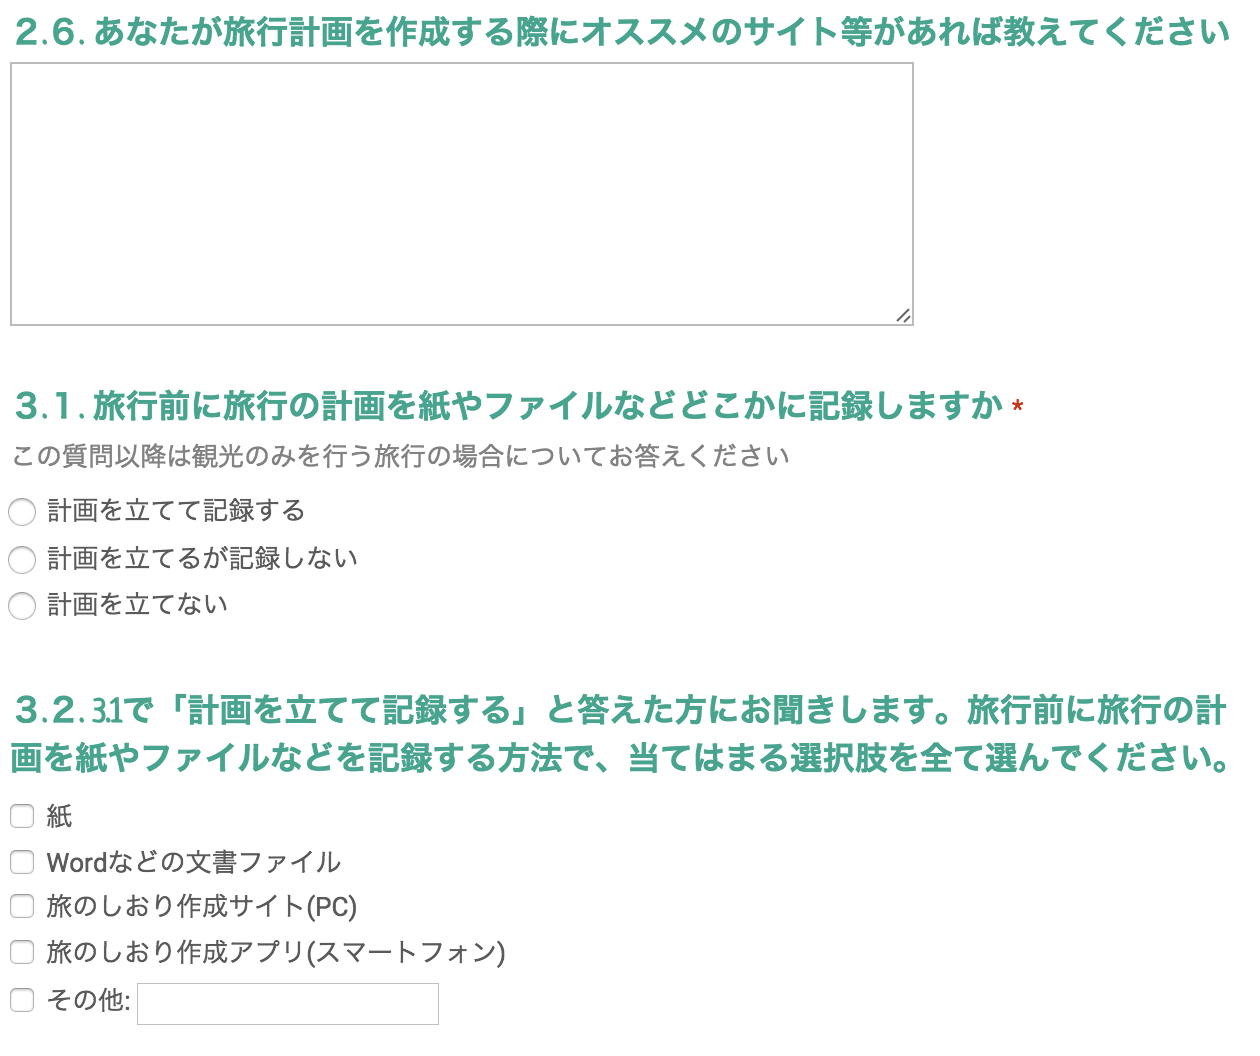 2.6. あなたが旅行計画を作成する際にオススメのサイト等があれば教えてください
3.1. 旅行前に旅行の計画を紙やファイルなどどこかに記録しますか *
この質問以降は観光のみを行う旅行の場合についてお答えください
計画を立てて記録する
計画を立てるが記録しない
計画を立てない
3.2. 3.1で「計画を立てて記録する」と答えた方にお聞きします。旅行前に旅行の計
画を紙やファイルなどを記録する方法で、当てはまる選択肢を全て選んでください。
紙
Wordなどの文書ファイル
旅のしおり作成サイト(PC)
旅のしおり作成アプリ(スマートフォン)
その他: